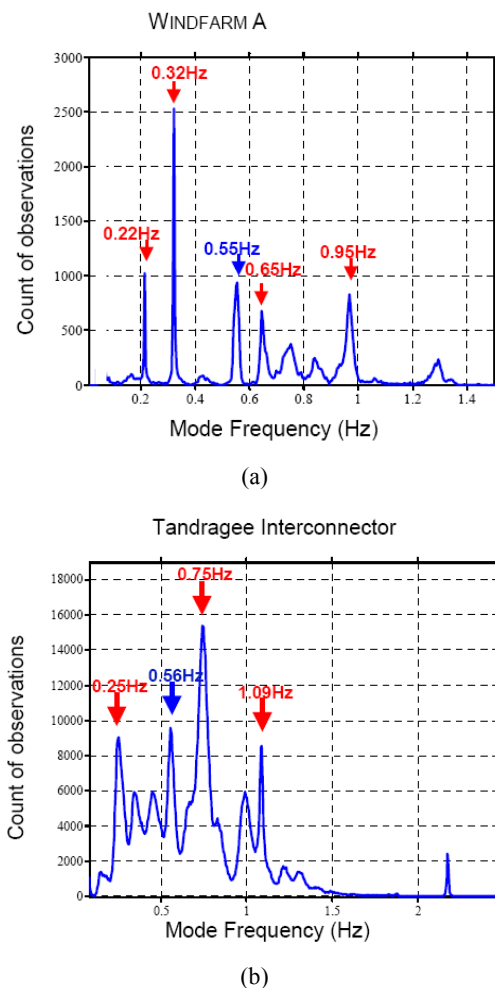 WINDFARM A
3000
0.32Hz
2500
Count of observations
2000
1500
0.22Hz
0.55Hz
0.65Hz
0.95Hz
1000
500
0
0.2
0.4
0.6
0.8
1
1.2
1.4
Mode Frequency (Hz)
(a)
Tandragee Interconnector
18000
0.75Hz
16000
14000
0.25Hz
0.56Hz
1.09Hz
12000
Count of observations
10000
8000
6000
4000
2000
0
0.5
1
1.5
2
Mode Frequency (Hz)
(b)